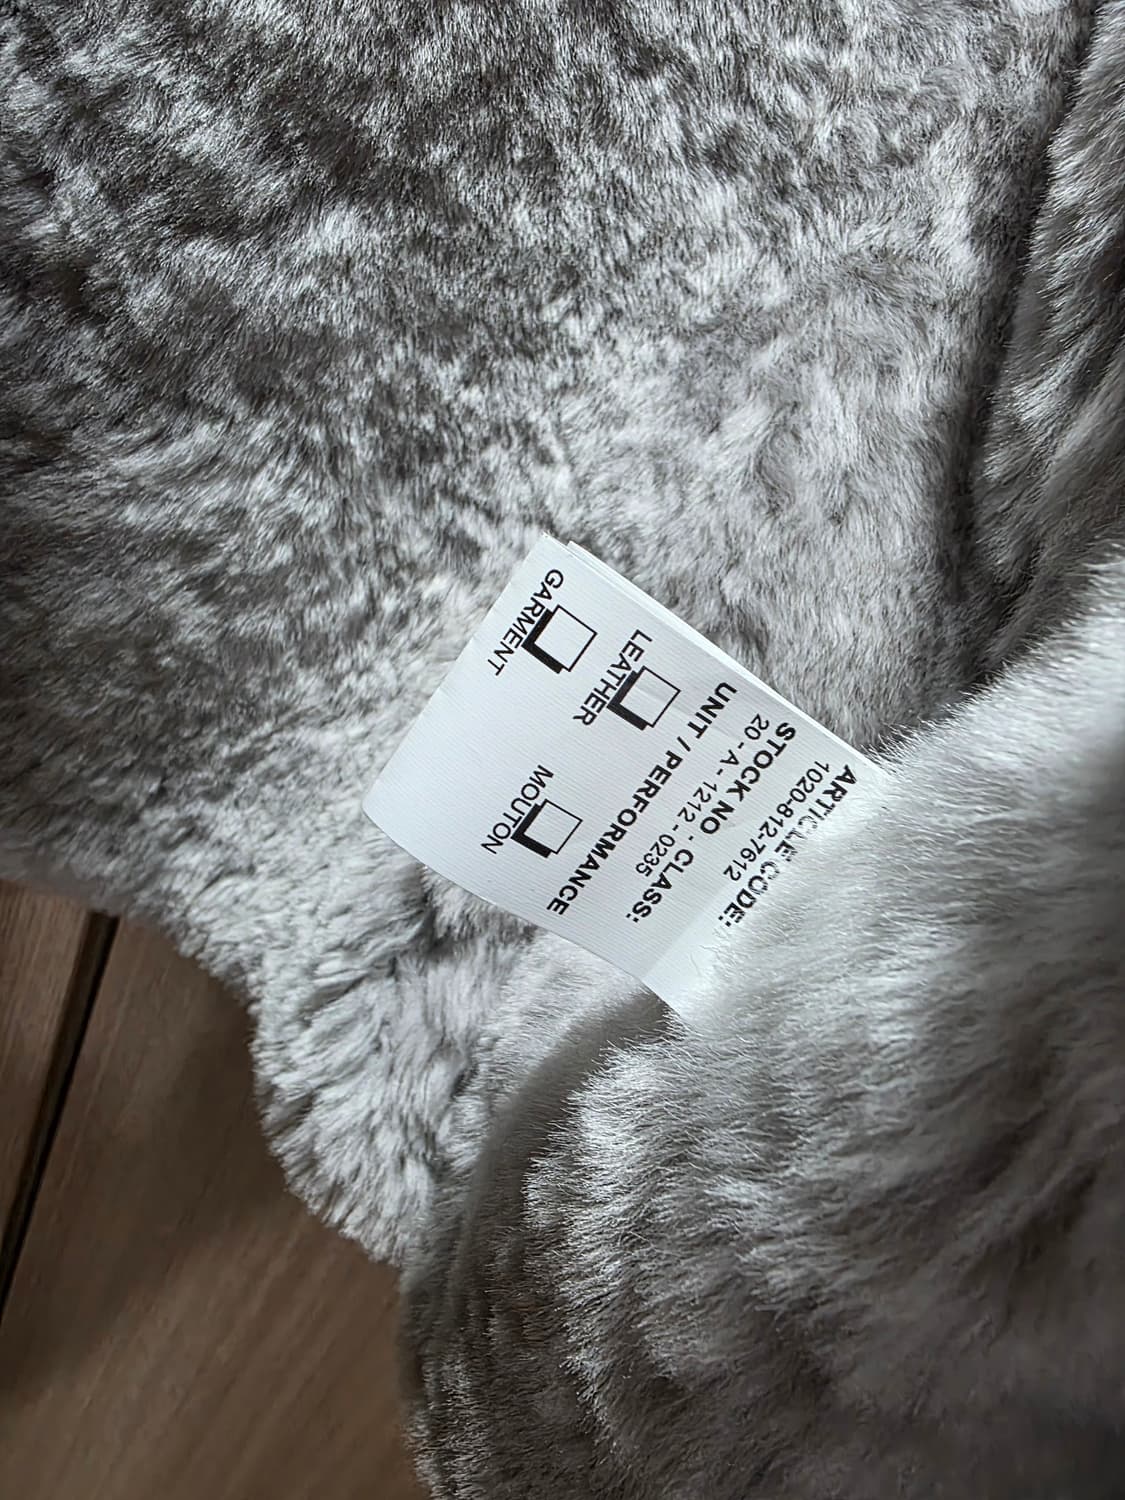 ARTICLE CODE:
1020-812-7612
STOCK NO - CLASS:
20 - A - 1212 - 0235
UNIT / PERFORMANCE
LEATHER
MOUTON
GARMENT